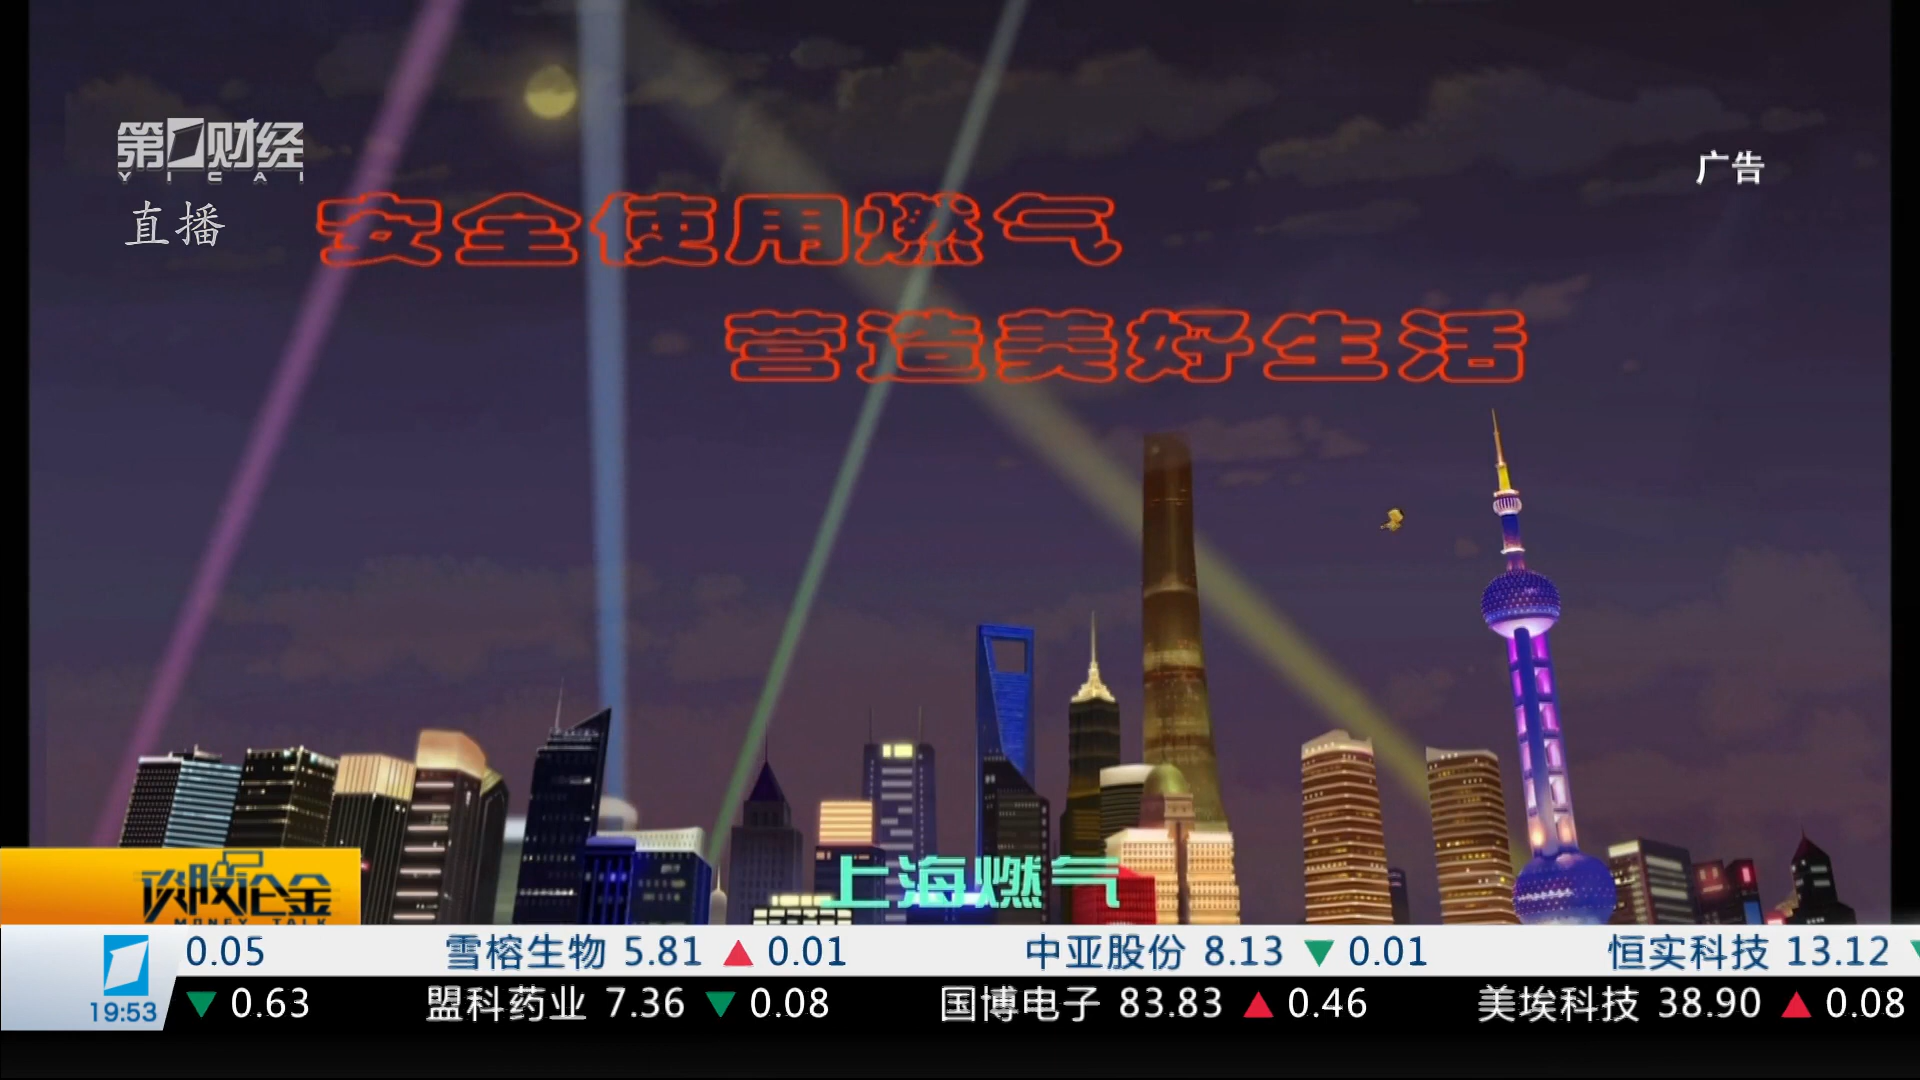 第一财经
YICAI
直播
广告
安全使用燃气
营造美好生活
上海燃气
谈股论金
MONEY TALK
0.05 雪榕生物 5.81 ▲ 0.01 中亚股份 8.13 ▼ 0.01 恒实科技 13.12
19:53
▼ 0.63 盟科药业 7.36 ▼ 0.08 国博电子 83.83 ▲ 0.46 美埃科技 38.90 ▲ 0.08